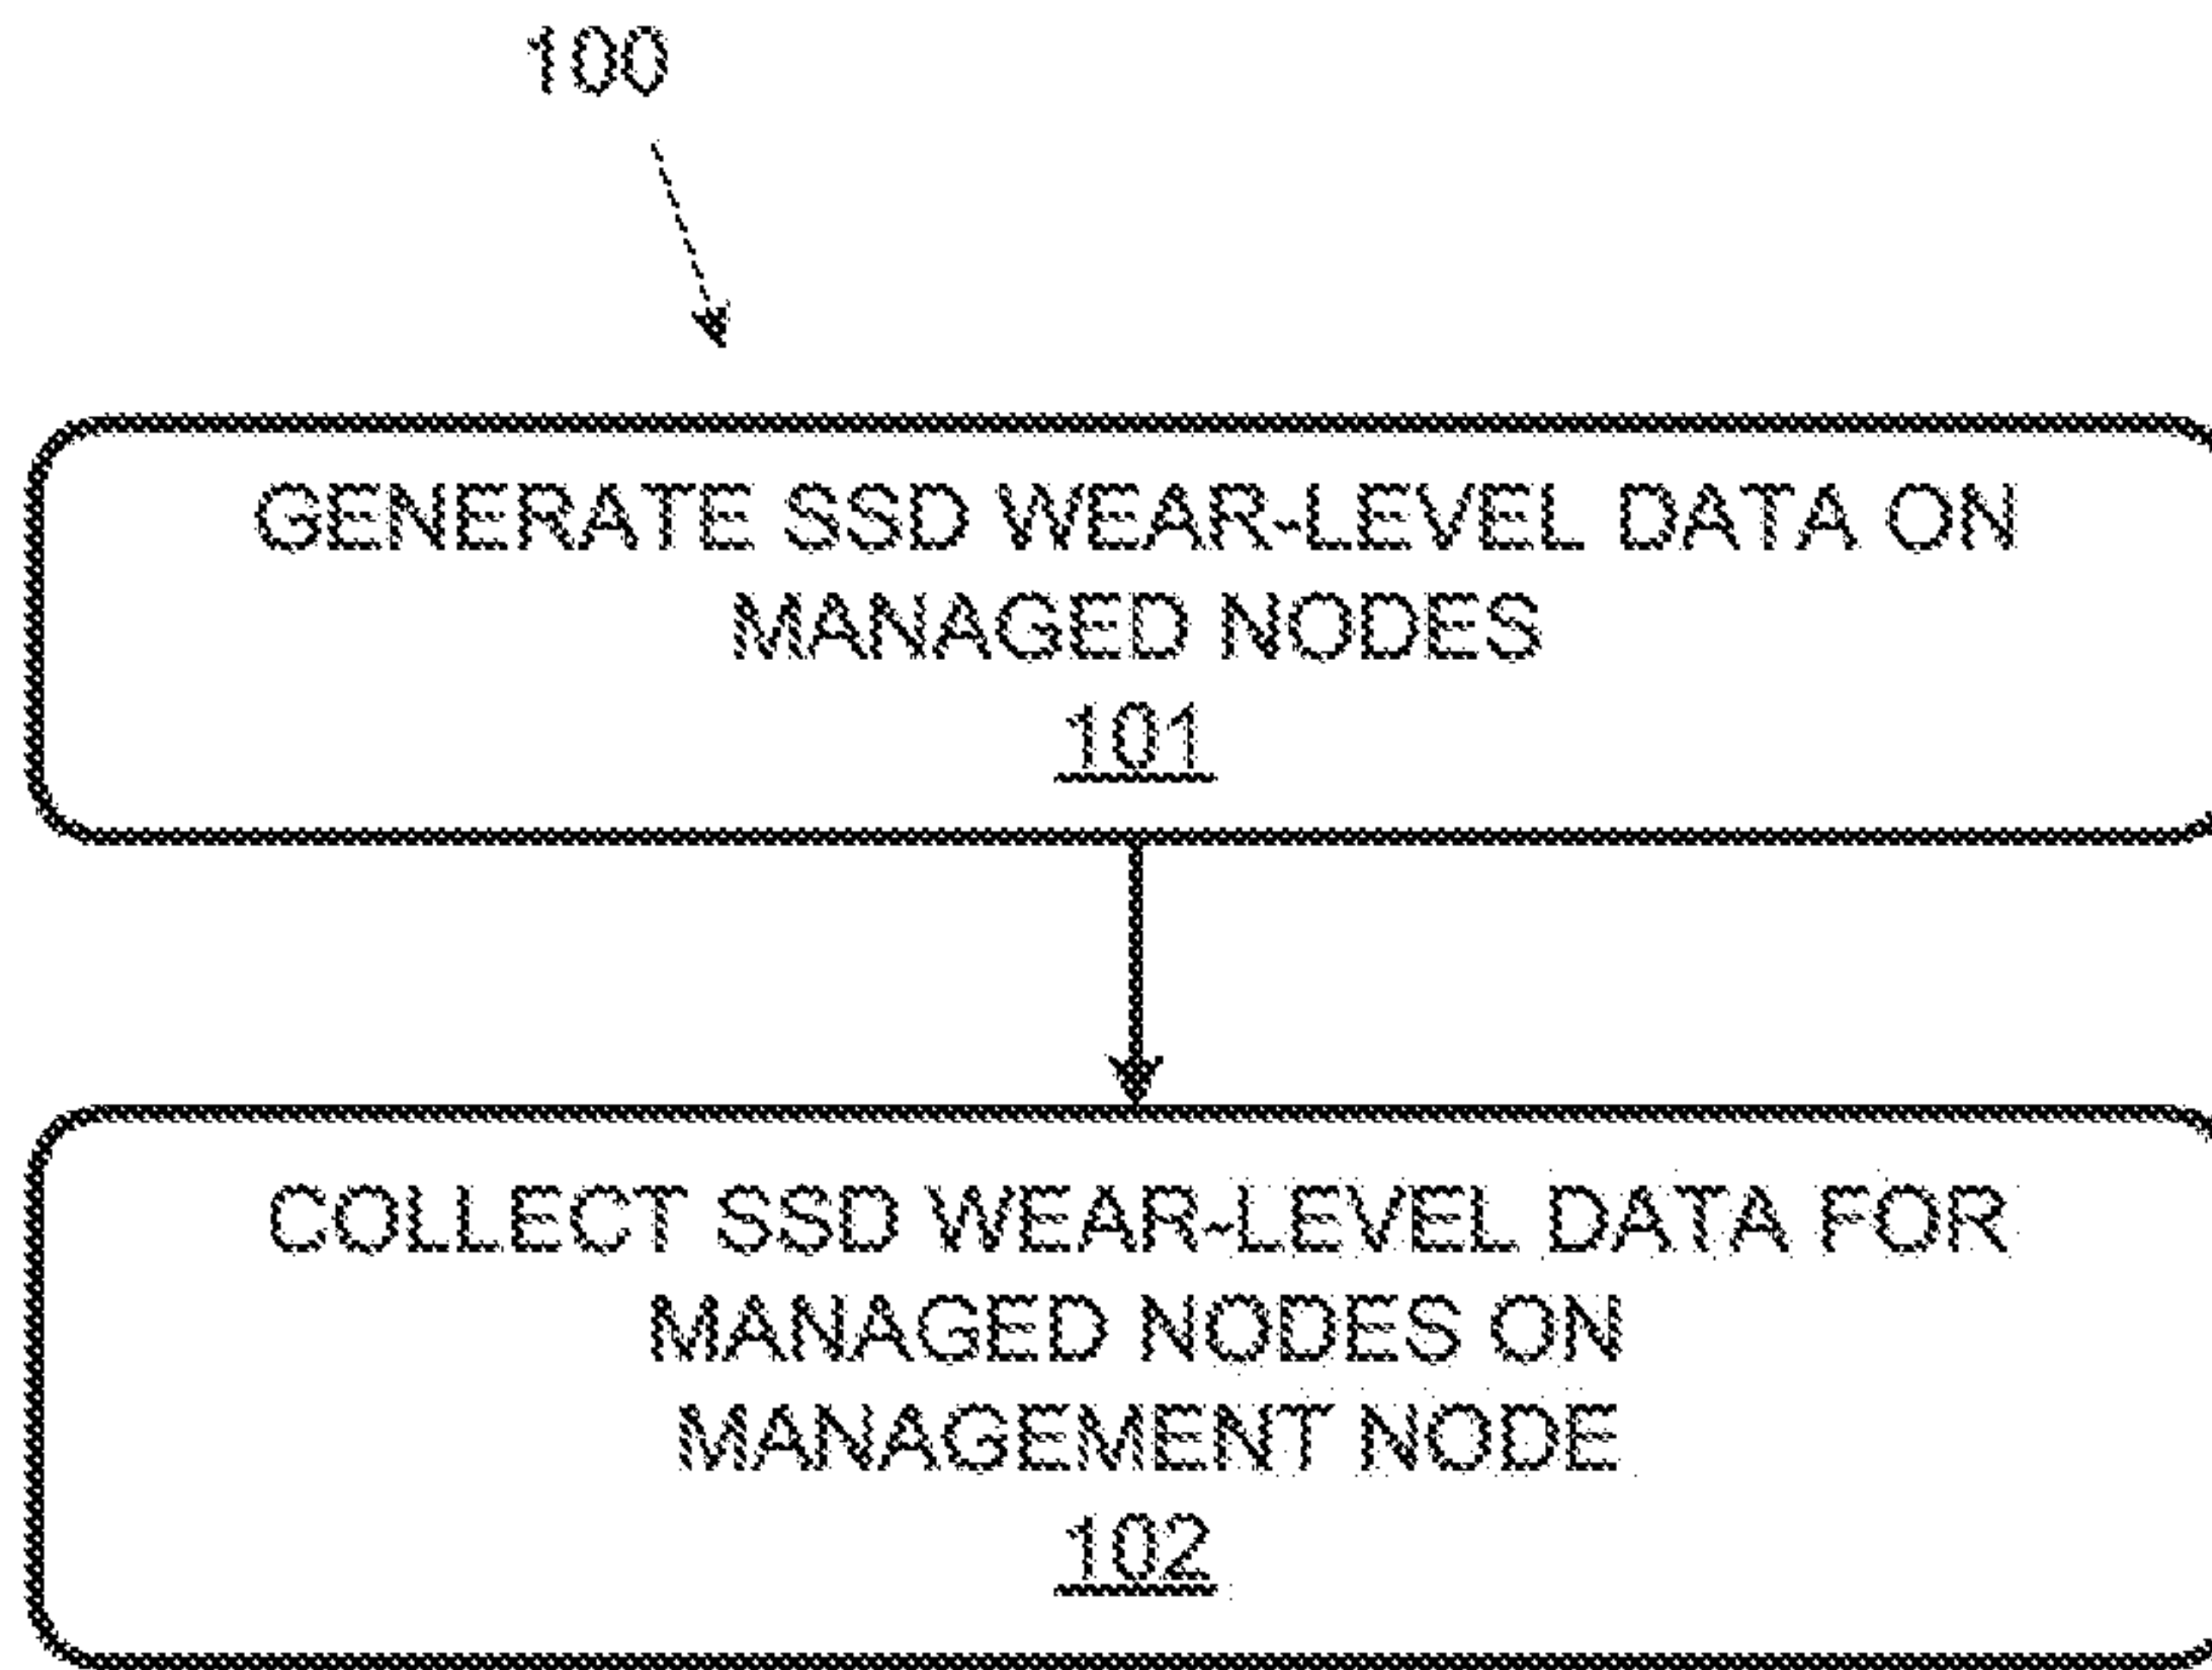 100
GENERATE SSD WEAR-LEVEL DATA ON
MANAGED NODES
101
COLLECT SSD WEAR-LEVEL DATA FOR
MANAGED NODES ON
MANAGEMENT NODE
102